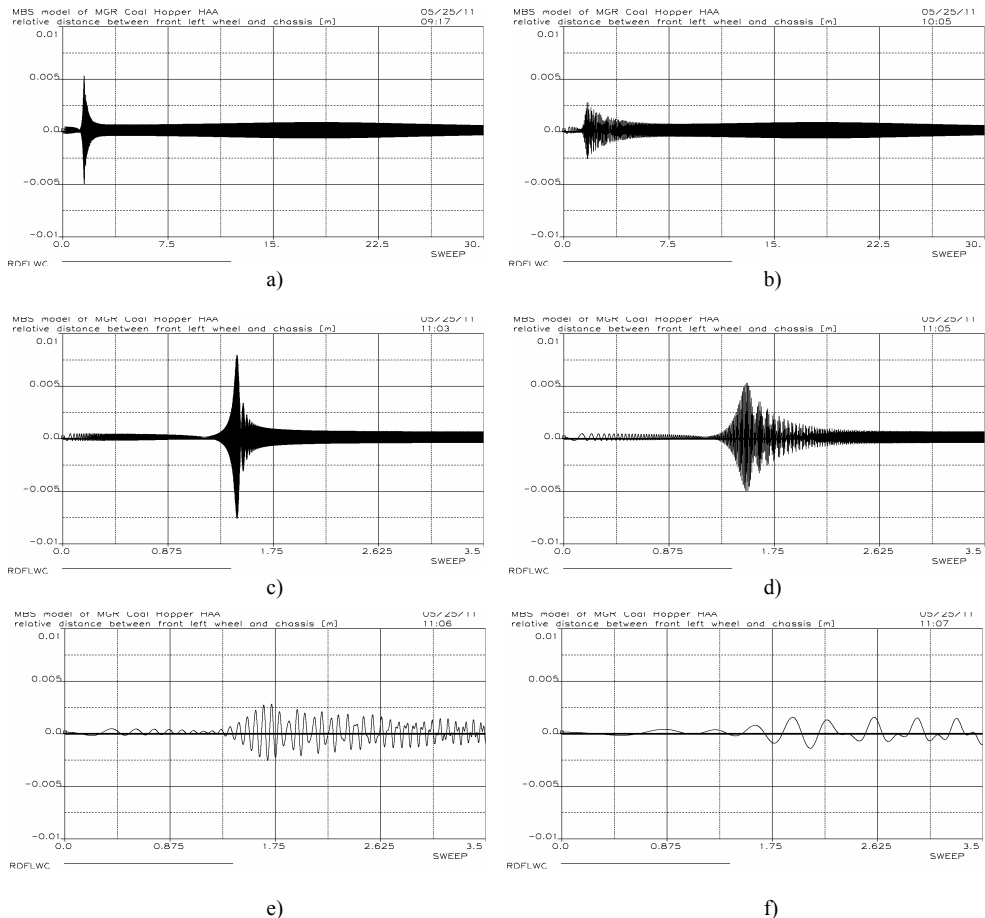 MBS model of MGR Coal Hopper HAA 05/25/11
relative distance between front left wheel and chassis [m] 09:17
0.01
0.005
0.0
-0.005
-0.01
0.0 7.5 15. 22.5 30.
SWEEP
RDFLWC
a)
MBS model of MGR Coal Hopper HAA 05/25/11
relative distance between front left wheel and chassis [m] 10:05
0.01
0.005
0.0
-0.005
-0.01
0.0 7.5 15. 22.5 30.
SWEEP
RDFLWC
b)
MBS model of MGR Coal Hopper HAA 05/25/11
relative distance between front left wheel and chassis [m] 11:03
0.01
0.005
0.0
-0.005
-0.01
0.0 0.875 1.75 2.625 3.5
SWEEP
RDFLWC
c)
MBS model of MGR Coal Hopper HAA 05/25/11
relative distance between front left wheel and chassis [m] 11:05
0.01
0.005
0.0
-0.005
-0.01
0.0 0.875 1.75 2.625 3.5
SWEEP
RDFLWC
d)
MBS model of MGR Coal Hopper HAA 05/25/11
relative distance between front left wheel and chassis [m] 11:06
0.01
0.005
0.0
-0.005
-0.01
0.0 0.875 1.75 2.625 3.5
SWEEP
RDFLWC
e)
MBS model of MGR Coal Hopper HAA 05/25/11
relative distance between front left wheel and chassis [m] 11:07
0.01
0.005
0.0
-0.005
-0.01
0.0 0.875 1.75 2.625 3.5
SWEEP
RDFLWC
f)